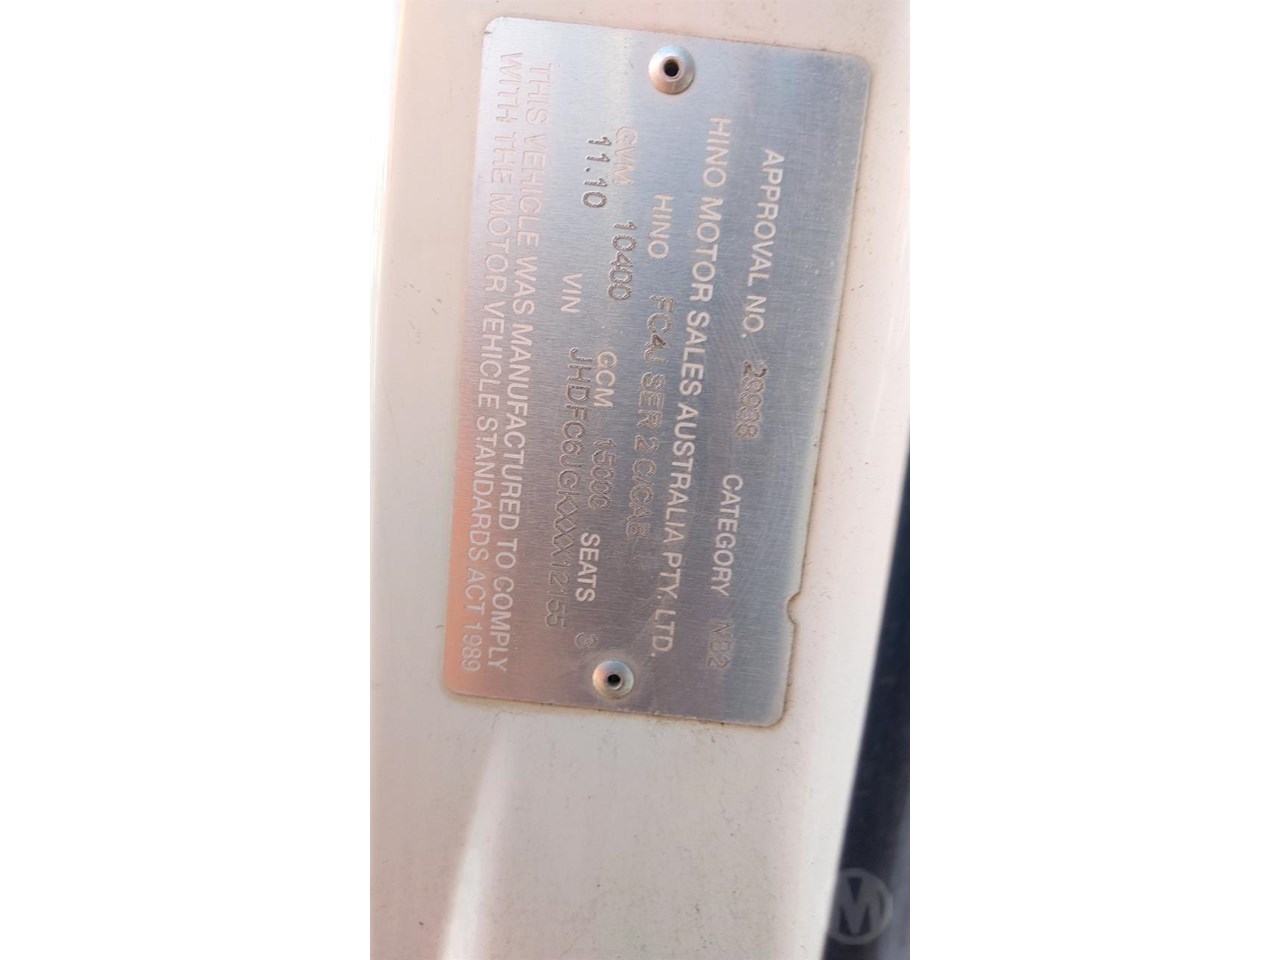 APPROVAL NO. 29938 CATEGORY NB2
HINO MOTOR SALES AUSTRALIA PTY. LTD.
HINO FC4J SER 2 C/CAB
GVM 10400 GCM 15000 SEATS 3
11.10 VIN JHDFC6JGKXXX12155
THIS VEHICLE WAS MANUFACTURED TO COMPLY
WITH THE MOTOR VEHICLE STANDARDS ACT 1989
M